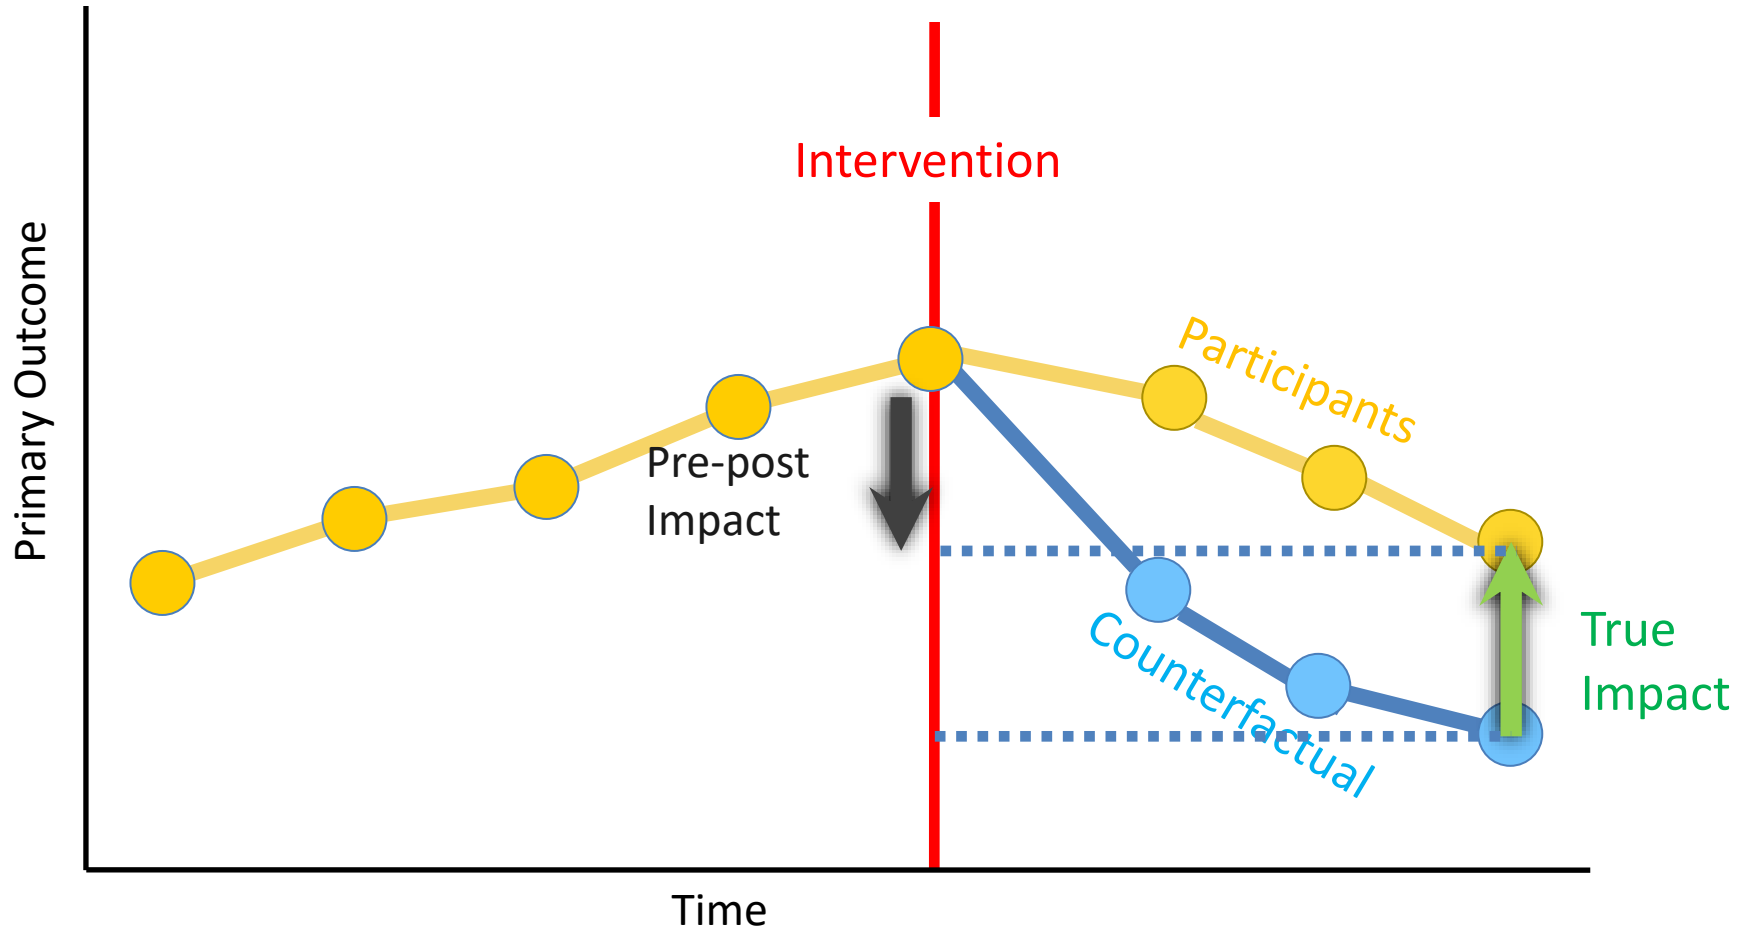 Intervention
Primary Outcome
Participants
Pre-post
Impact
Counterfactual
True
Impact
Time